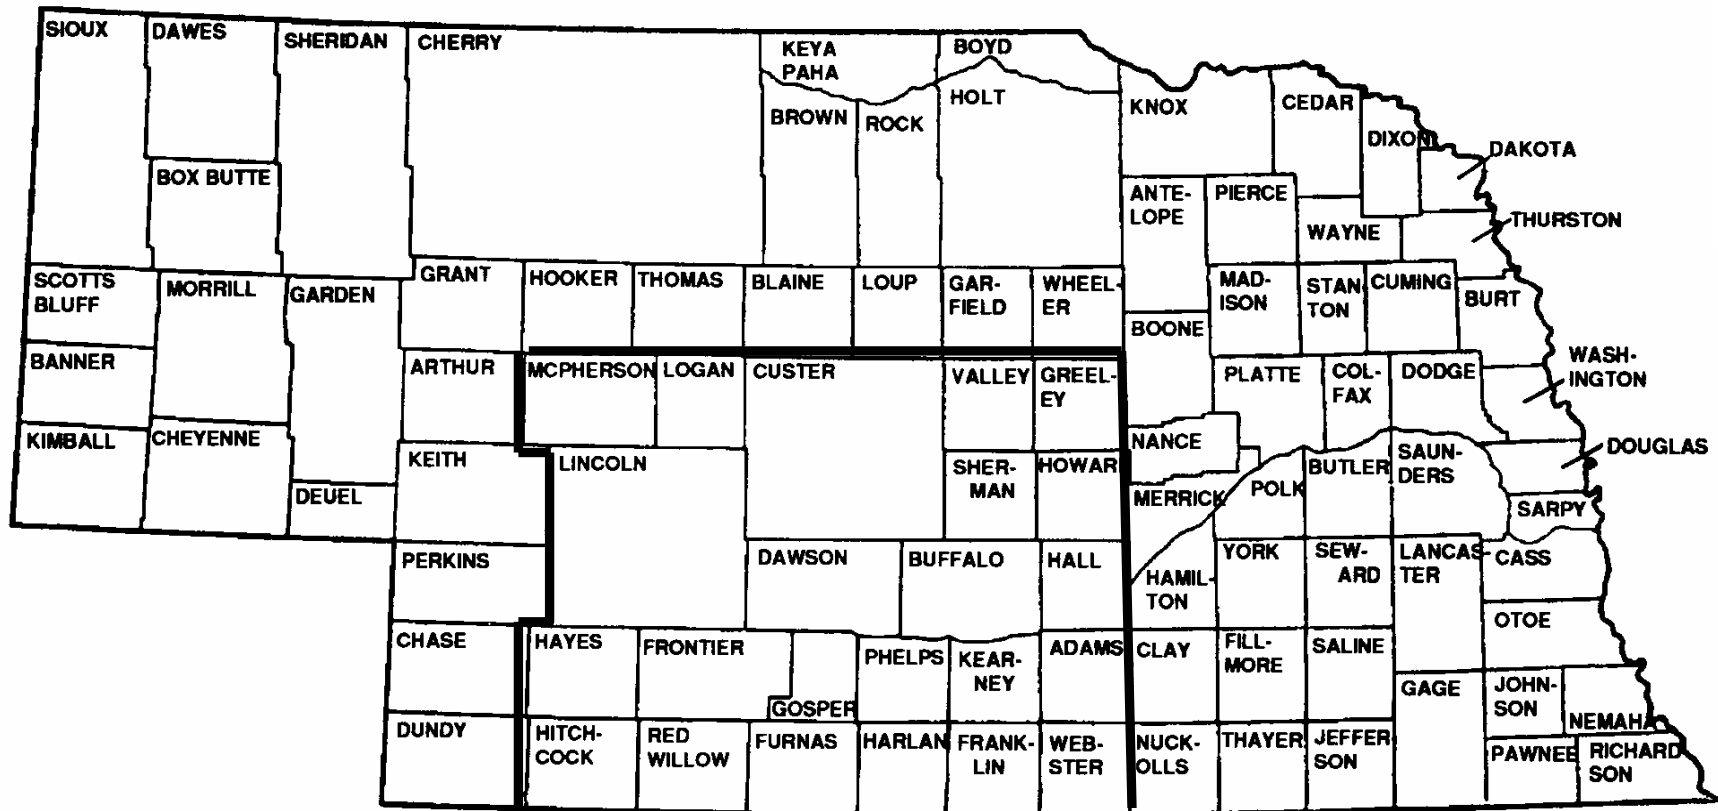 SIOUX
DAWES
SHERIDAN
CHERRY
KEYA
PAHA
BOYD
BROWN
ROCK
HOLT
KNOX
CEDAR
DIXON
DAKOTA
BOX BUTTE
ANTE-
LOPE
PIERCE
WAYNE
THURSTON
SCOTTS
BLUFF
MORRILL
GARDEN
GRANT
HOOKER
THOMAS
BLAINE
LOUP
GAR-
FIELD
WHEEL-
ER
BOONE
MAD-
ISON
STAN
TON
CUMING
BURT
BANNER
ARTHUR
MCPHERSON
LOGAN
CUSTER
VALLEY
GREEL-
EY
PLATTE
COL-
FAX
DODGE
WASH-
INGTON
KIMBALL
CHEYENNE
KEITH
LINCOLN
SHER-
MAN
HOWAR
NANCE
MERRICK
POLK
BUTLER
SAUN-
DERS
DOUGLAS
SARPY
DEUEL
PERKINS
DAWSON
BUFFALO
HALL
HAMIL-
TON
YORK
SEW-
ARD
LANCAS-
TER
CASS
OTOE
CHASE
HAYES
FRONTIER
GOSPER
PHELPS
KEAR-
NEY
ADAMS
CLAY
FILL-
MORE
SALINE
GAGE
JOHN-
SON
NEMAHA
DUNDY
HITCH-
COCK
RED
WILLOW
FURNAS
HARLAN
FRANK-
LIN
WEB-
STER
NUCK-
OLLS
THAYER
JEFFER
SON
PAWNEE
RICHARD
SON